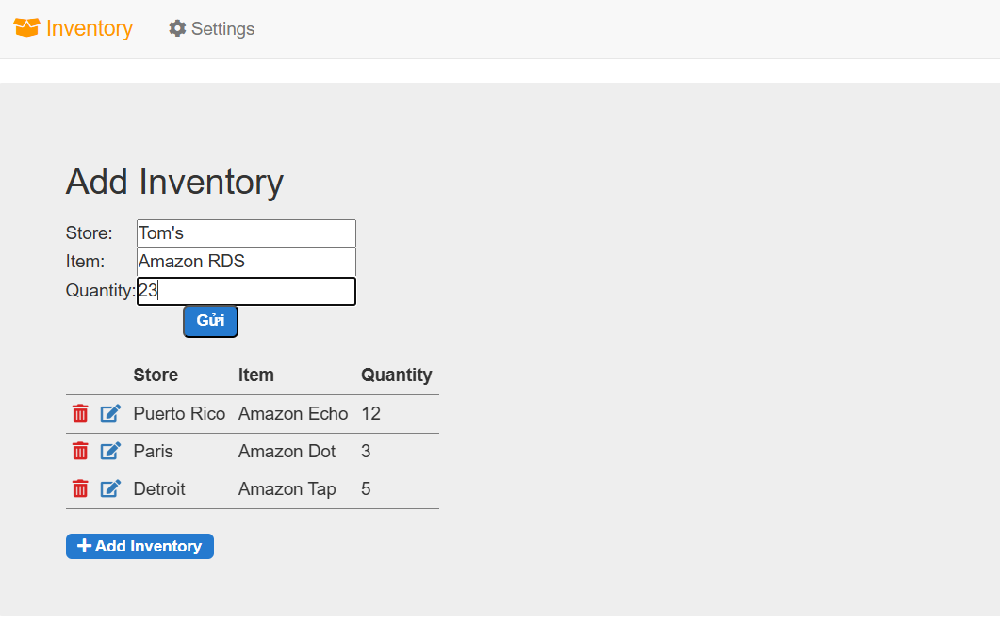 Inventory Settings
Add Inventory
Store: Tom's
Item: Amazon RDS
Quantity: 23
Gửi
Store Item Quantity
Puerto Rico Amazon Echo 12
Paris Amazon Dot 3
Detroit Amazon Tap 5
Add Inventory